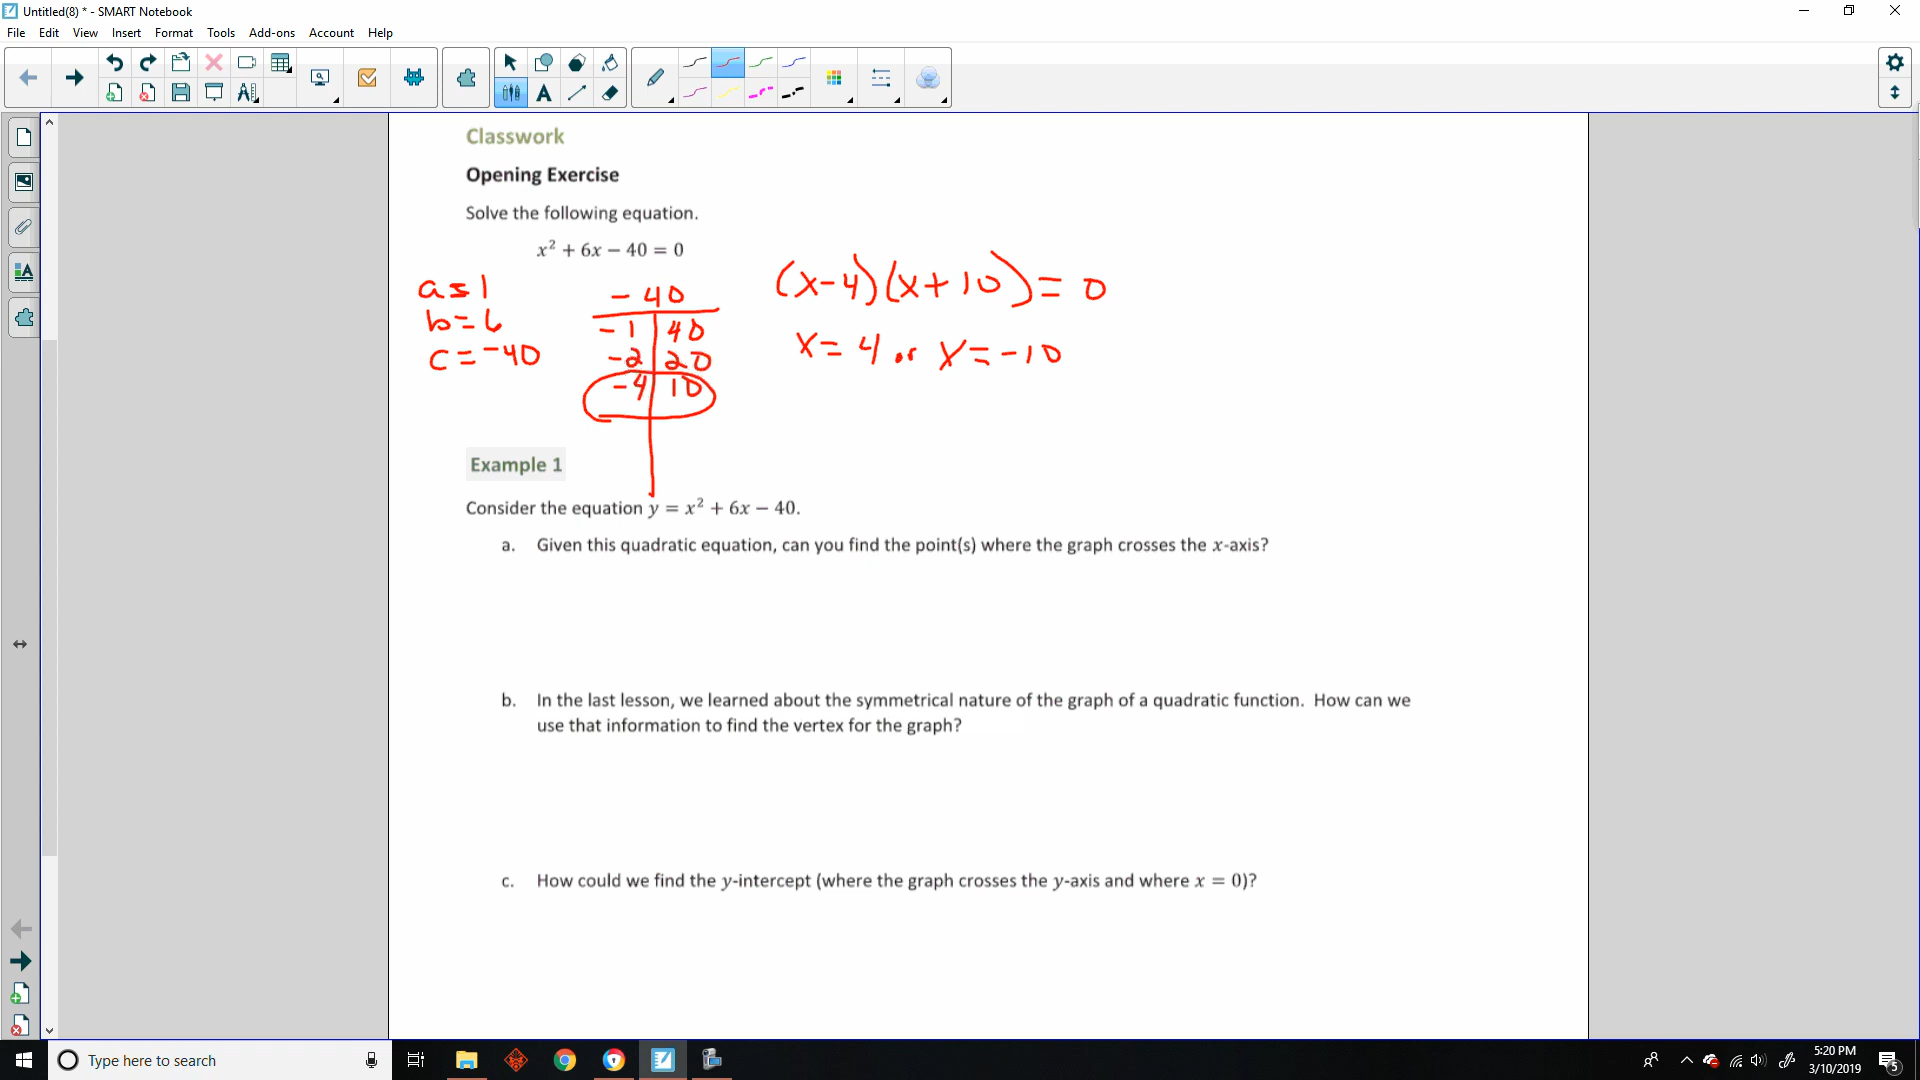 Untitled(8) * - SMART Notebook
File Edit View Insert Format Tools Add-ons Account Help
Classwork
Opening Exercise
Solve the following equation.
x² + 6x − 40 = 0
a = 1
b = 6
c = -40
-40
-1 | 40
-2 | 20
-4 | 10
(x-4)(x+10) = 0
x = 4 or x = -10
Example 1
Consider the equation y = x² + 6x − 40.
a. Given this quadratic equation, can you find the point(s) where the graph crosses the x-axis?
b. In the last lesson, we learned about the symmetrical nature of the graph of a quadratic function. How can we
use that information to find the vertex for the graph?
c. How could we find the y-intercept (where the graph crosses the y-axis and where x = 0)?
Type here to search
5:20 PM
3/10/2019
5